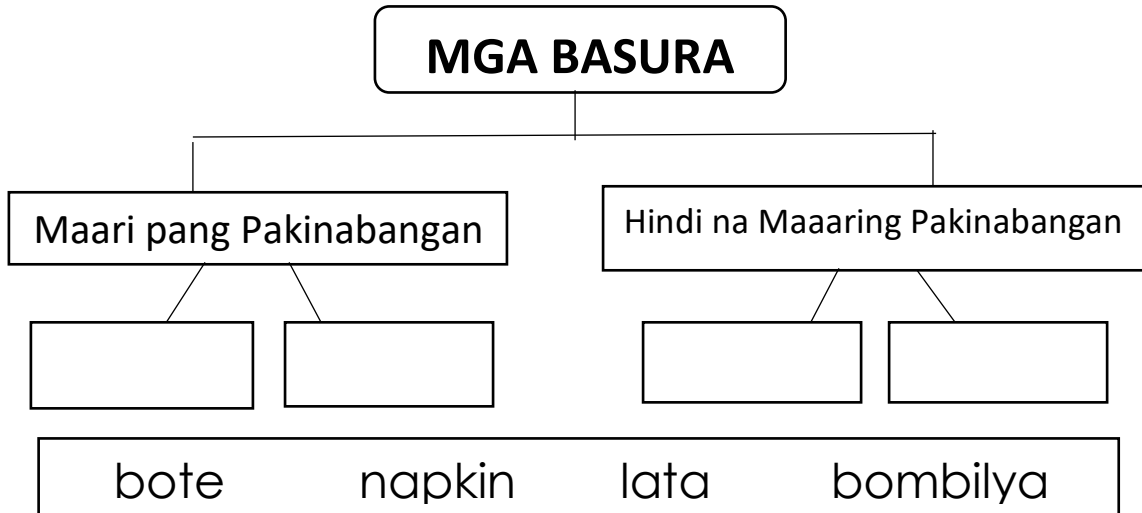 MGA BASURA
Maari pang Pakinabangan
Hindi na Maaaring Pakinabangan
bote napkin lata bombilya